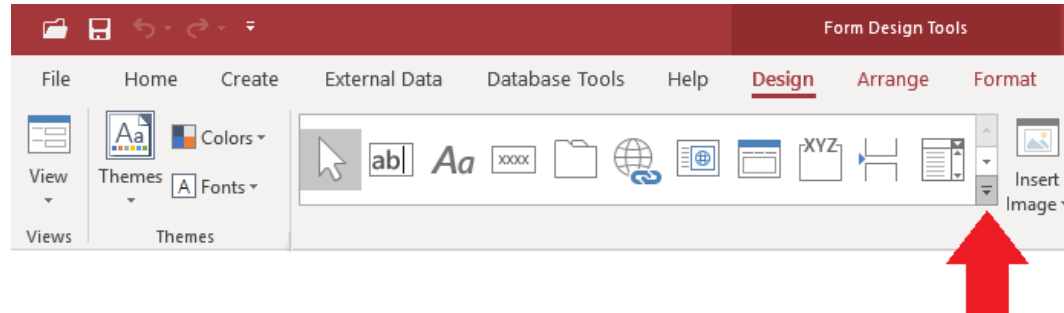 Form Design Tools
File Home Create External Data Database Tools Help Design Arrange Format
View
Themes
Aa
Colors
A Fonts
ab|
Aa
xxxx
XYZ
Insert
Image
Views
Themes